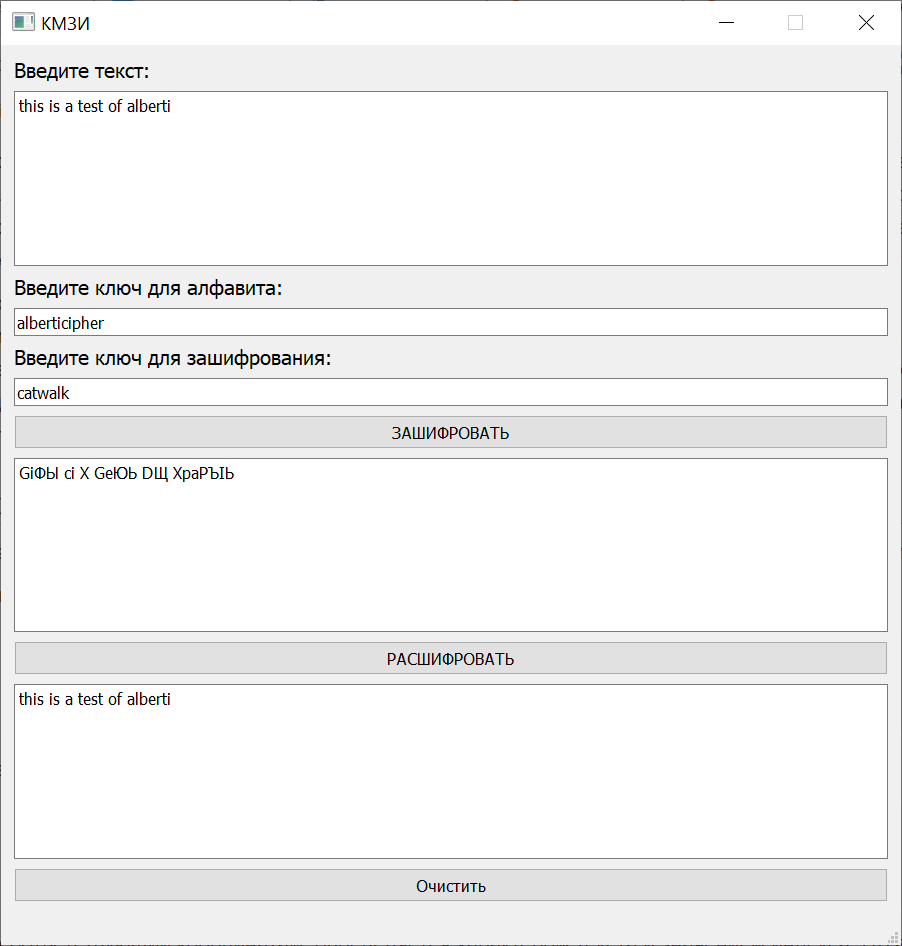 КМЗИ
Введите текст:
this is a test of alberti
Введите ключ для алфавита:
alberticipher
Введите ключ для зашифрования:
catwalk
ЗАШИФРОВАТЬ
GiФЫ ci X GeЮЬ DЩ XpaРЪIЬ
РАСШИФРОВАТЬ
this is a test of alberti
Очистить